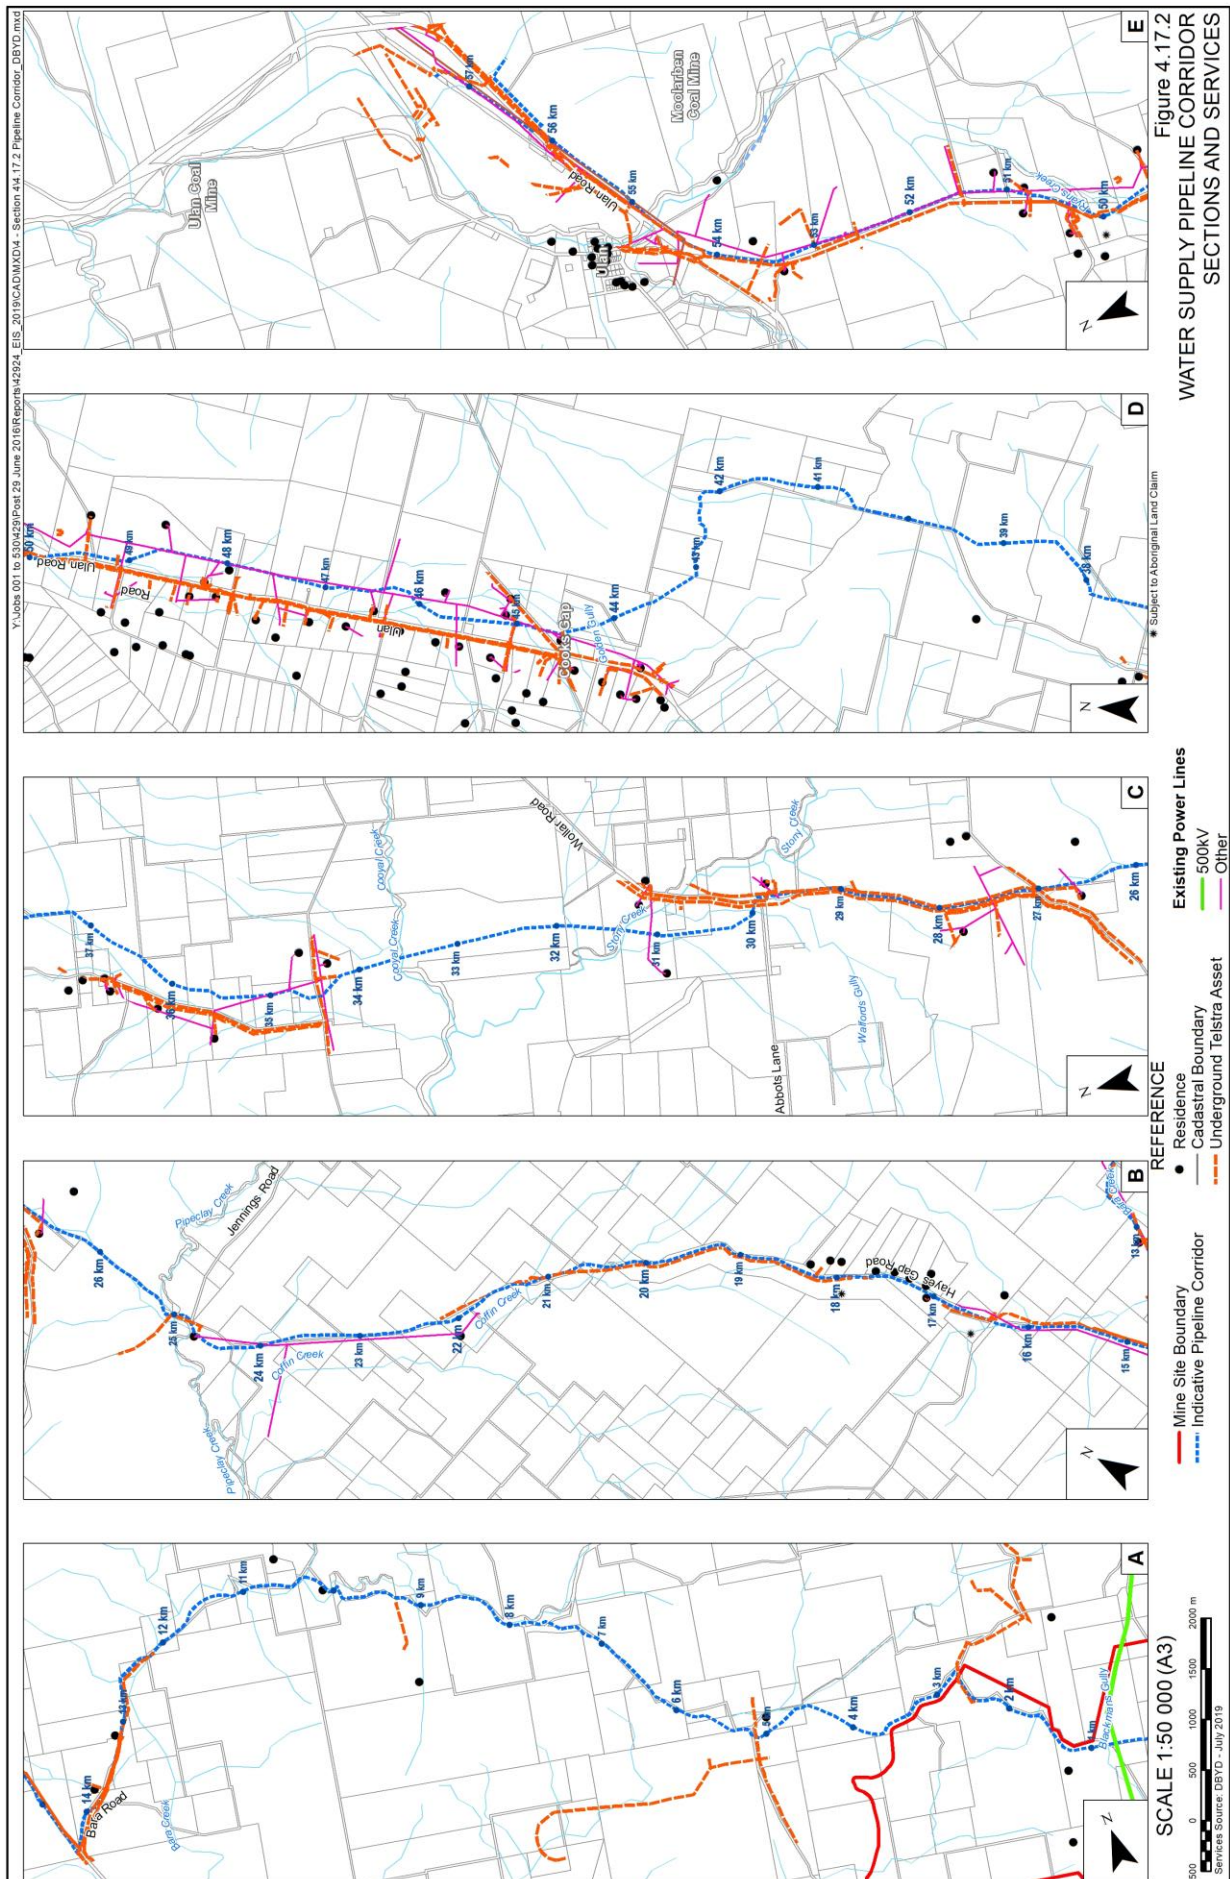 Y:\Jobs 001 to 530\429\Post 29 June 2016\Reports\42924_EIS_2019\CAD\MXD\4 - Section 4\4.17.2 Pipeline Corridor_DBYD.mxd
A
Bara Road
Bara Creek
14 km
13 km
12 km
11 km
9 km
8 km
7 km
6 km
5 km
4 km
3 km
2 km
1 km
Blackmans Gully
N
B
26 km
Pipeclay Creek
Jennings Road
25 km
Pipeclay Creek
24 km
Coffin Creek
23 km
22 km
Coffin Creek
21 km
20 km
19 km
18 km
Hayes Gap Road
17 km
16 km
15 km
13 km
Bara Creek
N
C
37 km
36 km
35 km
34 km
Cooyal Creek
Cooyal Creek
33 km
32 km
Wollar Road
Stony Creek
31 km
30 km
Stony Creek
Abbots Lane
Walfords Gully
29 km
28 km
27 km
26 km
N
D
50 km
Ulan Road
49 km
Road
48 km
47 km
46 km
Ulan
45 km
Cooks Gap
Golden Gully
44 km
43 km
42 km
41 km
39 km
38 km
N
E
Ulan Coal
Mine
57 km
56 km
Moolarben
Coal Mine
Ulan Road
55 km
Ulan
54 km
53 km
52 km
51 km
Ryans Creek
50 km
N
SCALE 1:50 000 (A3)
500 0 500 1000 1500 2000 m
Services Source: DBYD - July 2019
REFERENCE
Mine Site Boundary
Indicative Pipeline Corridor
Residence
Cadastral Boundary
Underground Telstra Asset
Existing Power Lines
500kV
Other
✷ Subject to Aboriginal Land Claim
Figure 4.17.2
WATER SUPPLY PIPELINE CORRIDOR
SECTIONS AND SERVICES